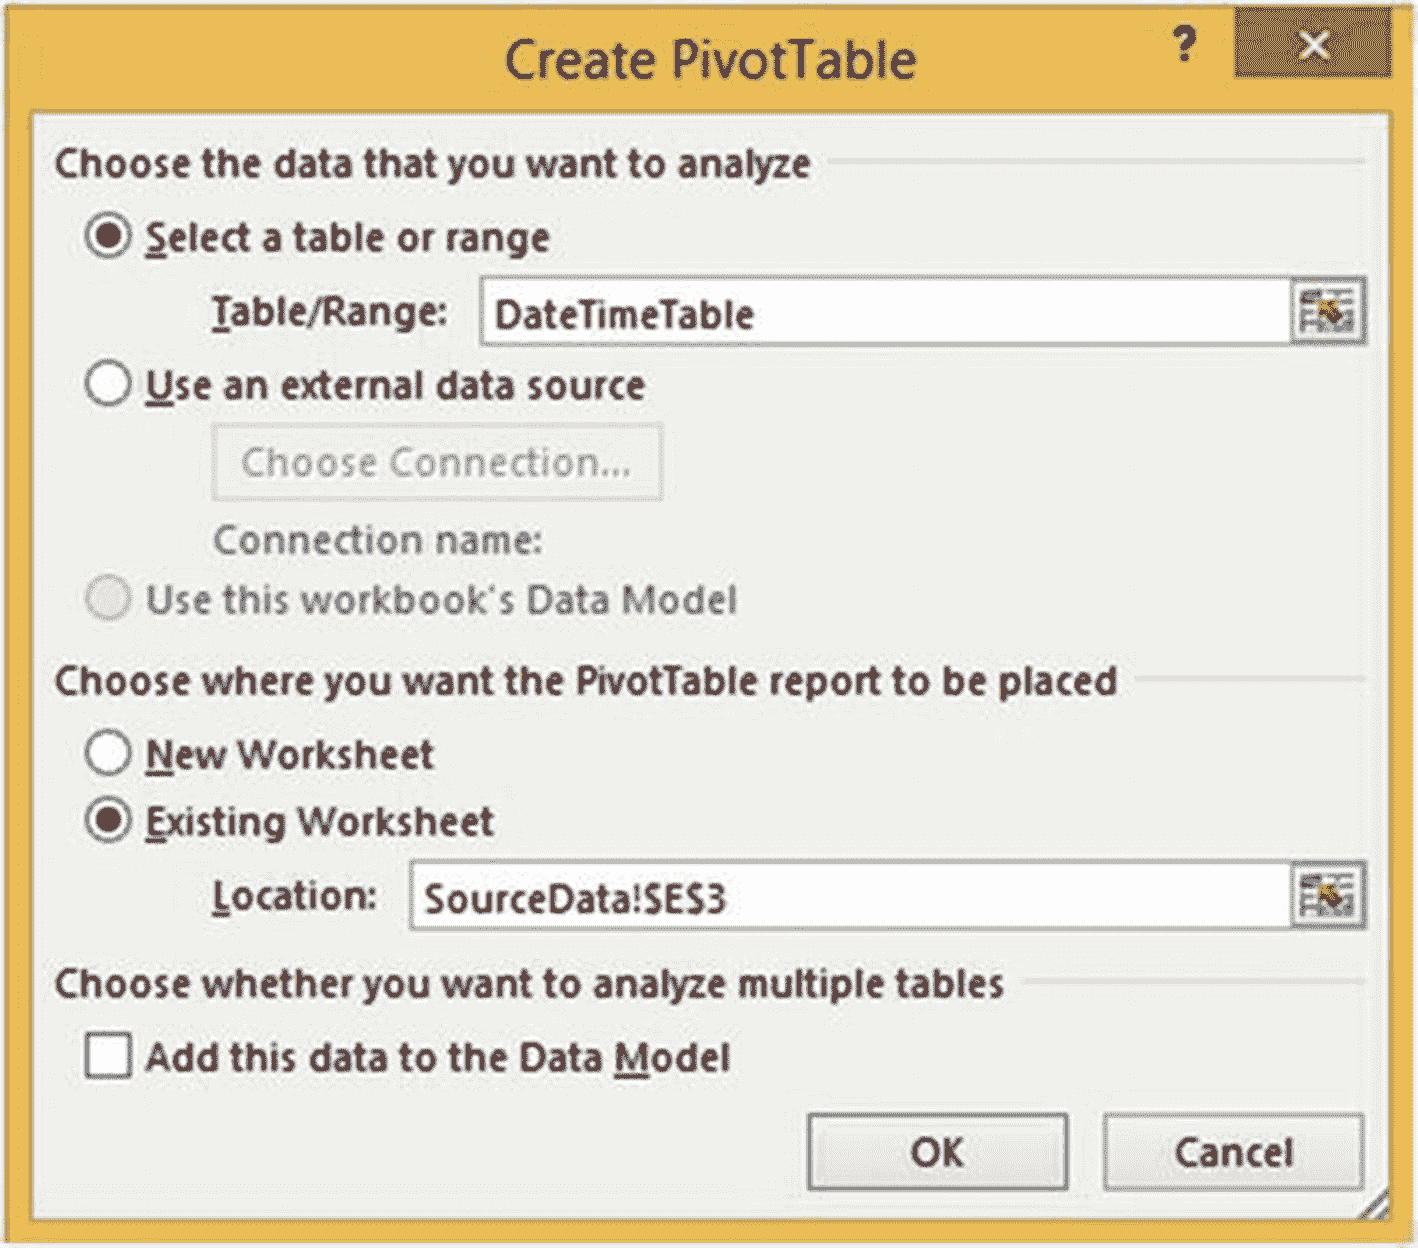 Create PivotTable
?
Choose the data that you want to analyze
Select a table or range
Table/Range: DateTimeTable
Use an external data source
Choose Connection...
Connection name:
Use this workbook's Data Model
Choose where you want the PivotTable report to be placed
New Worksheet
Existing Worksheet
Location: SourceData!$E$3
Choose whether you want to analyze multiple tables
Add this data to the Data Model
OK Cancel